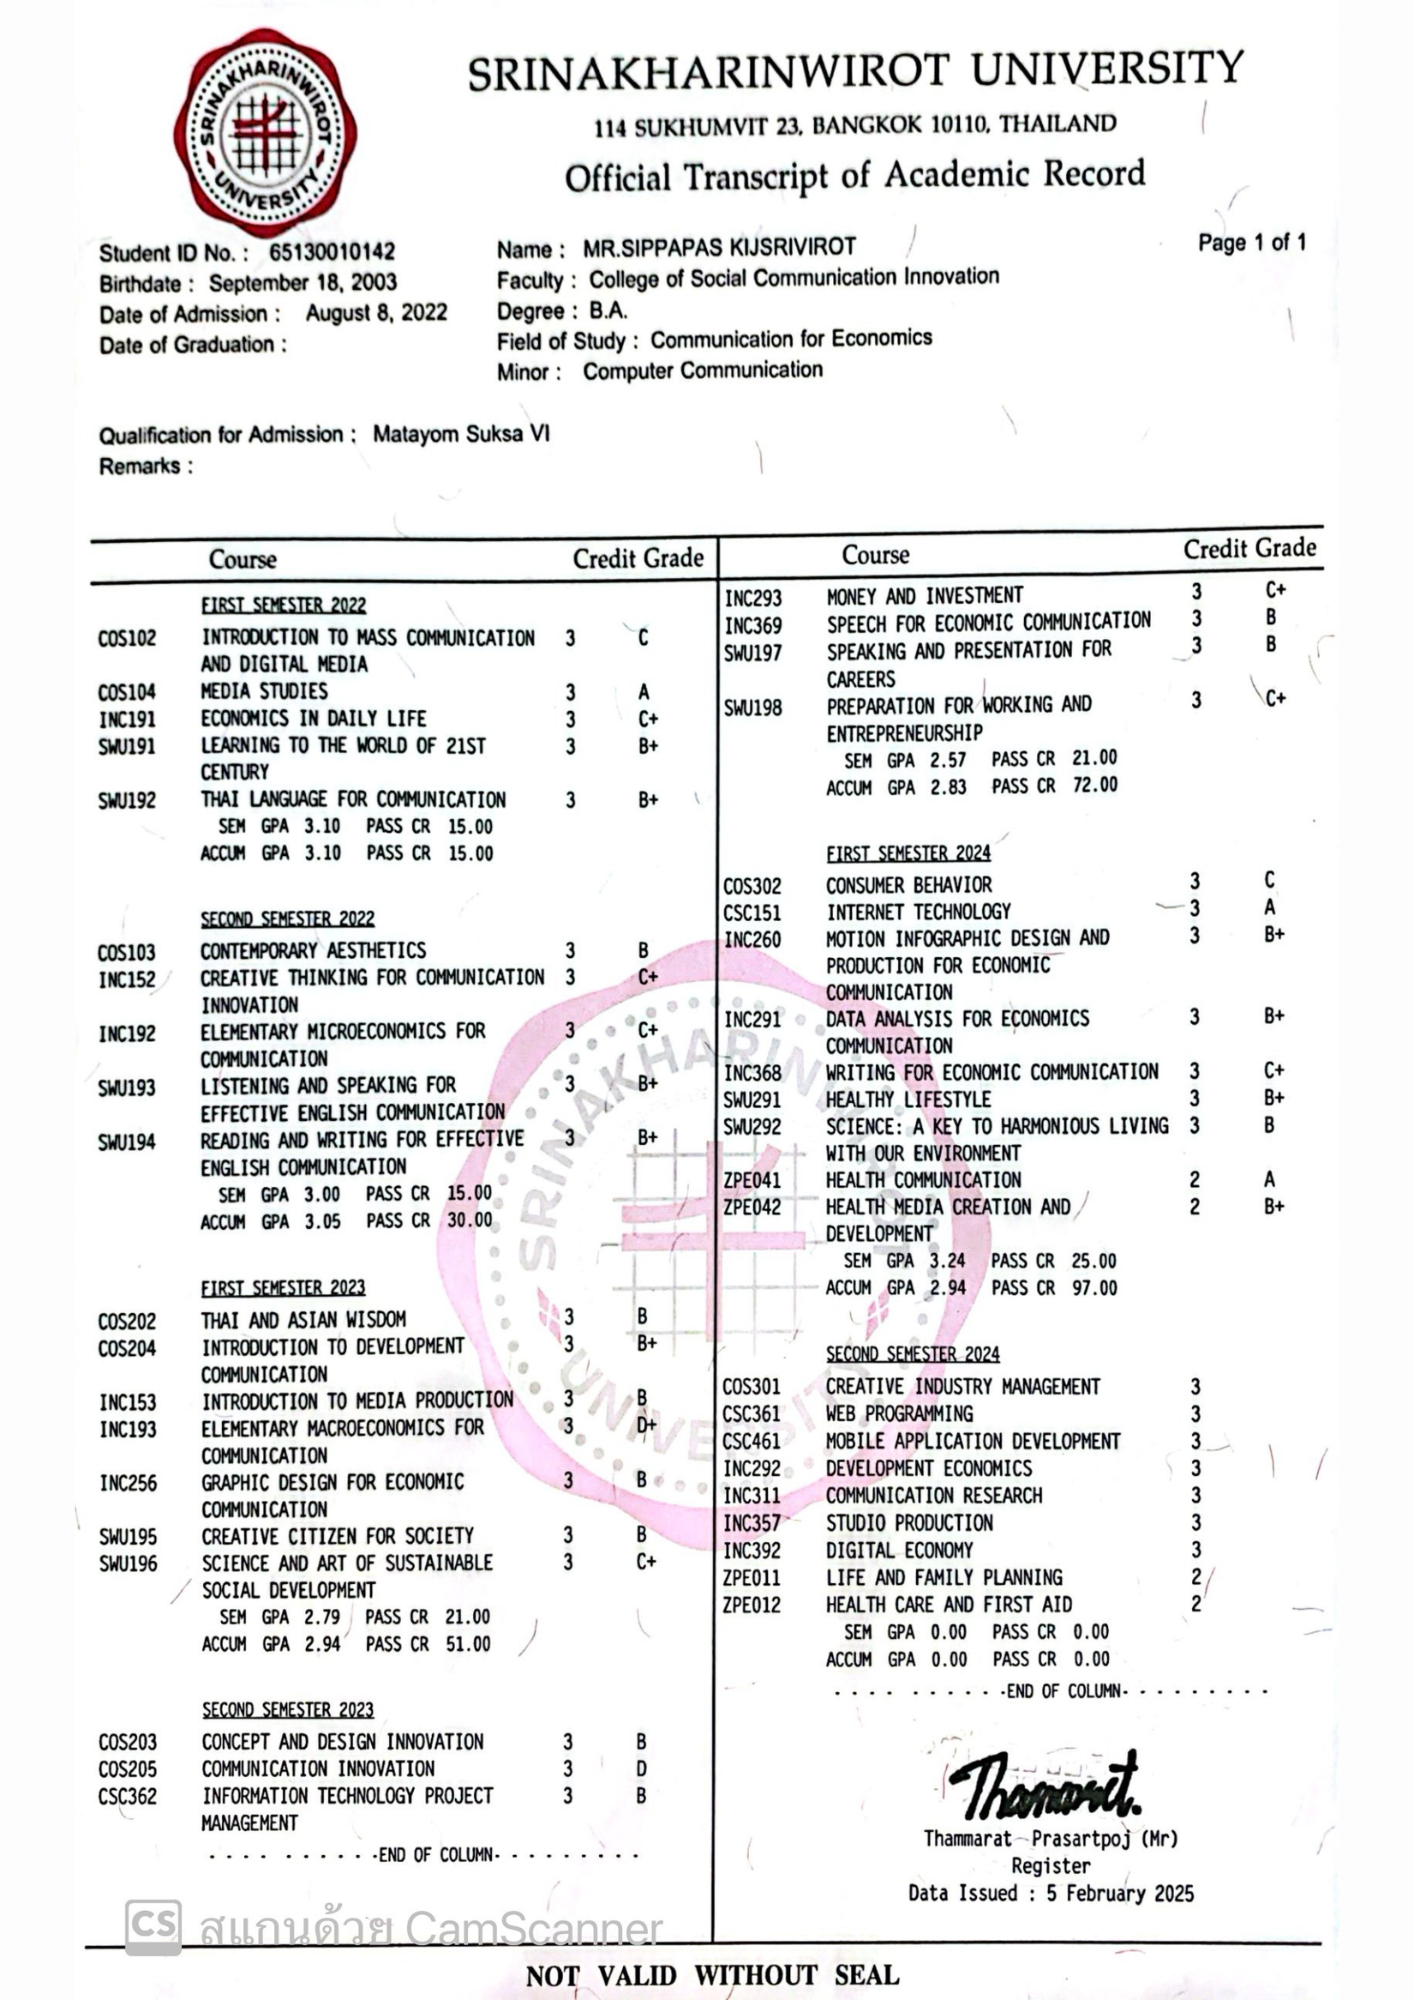 SRINAKHARINWIROT
UNIVERSITY
SRINAKHARINWIROT UNIVERSITY
114 SUKHUMVIT 23, BANGKOK 10110, THAILAND
Official Transcript of Academic Record
Page 1 of 1
Student ID No. : 65130010142
Birthdate : September 18, 2003
Date of Admission : August 8, 2022
Date of Graduation :
Name : MR.SIPPAPAS KIJSRIVIROT
Faculty : College of Social Communication Innovation
Degree : B.A.
Field of Study : Communication for Economics
Minor : Computer Communication
Qualification for Admission : Matayom Suksa VI
Remarks :
Course Credit Grade
FIRST SEMESTER 2022
COS102 INTRODUCTION TO MASS COMMUNICATION 3 C
AND DIGITAL MEDIA
COS104 MEDIA STUDIES 3 A
INC191 ECONOMICS IN DAILY LIFE 3 C+
SWU191 LEARNING TO THE WORLD OF 21ST 3 B+
CENTURY
SWU192 THAI LANGUAGE FOR COMMUNICATION 3 B+
SEM GPA 3.10 PASS CR 15.00
ACCUM GPA 3.10 PASS CR 15.00
SECOND SEMESTER 2022
COS103 CONTEMPORARY AESTHETICS 3 B
INC152 CREATIVE THINKING FOR COMMUNICATION 3 C+
INNOVATION
INC192 ELEMENTARY MICROECONOMICS FOR 3 C+
COMMUNICATION
SWU193 LISTENING AND SPEAKING FOR 3 B+
EFFECTIVE ENGLISH COMMUNICATION
SWU194 READING AND WRITING FOR EFFECTIVE 3 B+
ENGLISH COMMUNICATION
SEM GPA 3.00 PASS CR 15.00
ACCUM GPA 3.05 PASS CR 30.00
FIRST SEMESTER 2023
COS202 THAI AND ASIAN WISDOM 3 B
COS204 INTRODUCTION TO DEVELOPMENT 3 B+
COMMUNICATION
INC153 INTRODUCTION TO MEDIA PRODUCTION 3 B
INC193 ELEMENTARY MACROECONOMICS FOR 3 D+
COMMUNICATION
INC256 GRAPHIC DESIGN FOR ECONOMIC 3 B
COMMUNICATION
SWU195 CREATIVE CITIZEN FOR SOCIETY 3 B
SWU196 SCIENCE AND ART OF SUSTAINABLE 3 C+
SOCIAL DEVELOPMENT
SEM GPA 2.79 PASS CR 21.00
ACCUM GPA 2.94 PASS CR 51.00
SECOND SEMESTER 2023
COS203 CONCEPT AND DESIGN INNOVATION 3 B
COS205 COMMUNICATION INNOVATION 3 D
CSC362 INFORMATION TECHNOLOGY PROJECT 3 B
MANAGEMENT
- - - - - - - - - -END OF COLUMN- - - - - - - - -
Course Credit Grade
INC293 MONEY AND INVESTMENT 3 C+
INC369 SPEECH FOR ECONOMIC COMMUNICATION 3 B
SWU197 SPEAKING AND PRESENTATION FOR 3 B
CAREERS
SWU198 PREPARATION FOR WORKING AND 3 C+
ENTREPRENEURSHIP
SEM GPA 2.57 PASS CR 21.00
ACCUM GPA 2.83 PASS CR 72.00
FIRST SEMESTER 2024
COS302 CONSUMER BEHAVIOR 3 C
CSC151 INTERNET TECHNOLOGY 3 A
INC260 MOTION INFOGRAPHIC DESIGN AND 3 B+
PRODUCTION FOR ECONOMIC
COMMUNICATION
INC291 DATA ANALYSIS FOR ECONOMICS 3 B+
COMMUNICATION
INC368 WRITING FOR ECONOMIC COMMUNICATION 3 C+
SWU291 HEALTHY LIFESTYLE 3 B+
SWU292 SCIENCE: A KEY TO HARMONIOUS LIVING 3 B
WITH OUR ENVIRONMENT
ZPE041 HEALTH COMMUNICATION 2 A
ZPE042 HEALTH MEDIA CREATION AND 2 B+
DEVELOPMENT
SEM GPA 3.24 PASS CR 25.00
ACCUM GPA 2.94 PASS CR 97.00
SECOND SEMESTER 2024
COS301 CREATIVE INDUSTRY MANAGEMENT 3
CSC361 WEB PROGRAMMING 3
CSC461 MOBILE APPLICATION DEVELOPMENT 3
INC292 DEVELOPMENT ECONOMICS 3
INC311 COMMUNICATION RESEARCH 3
INC357 STUDIO PRODUCTION 3
INC392 DIGITAL ECONOMY 3
ZPE011 LIFE AND FAMILY PLANNING 2
ZPE012 HEALTH CARE AND FIRST AID 2
SEM GPA 0.00 PASS CR 0.00
ACCUM GPA 0.00 PASS CR 0.00
- - - - - - - - - -END OF COLUMN- - - - - - - - -
SRINAKHARINWIROT
UNIVERSITY
Thammarat.
Thammarat Prasartpoj (Mr)
Register
Data Issued : 5 February 2025
CS สแกนด้วย CamScanner
NOT VALID WITHOUT SEAL